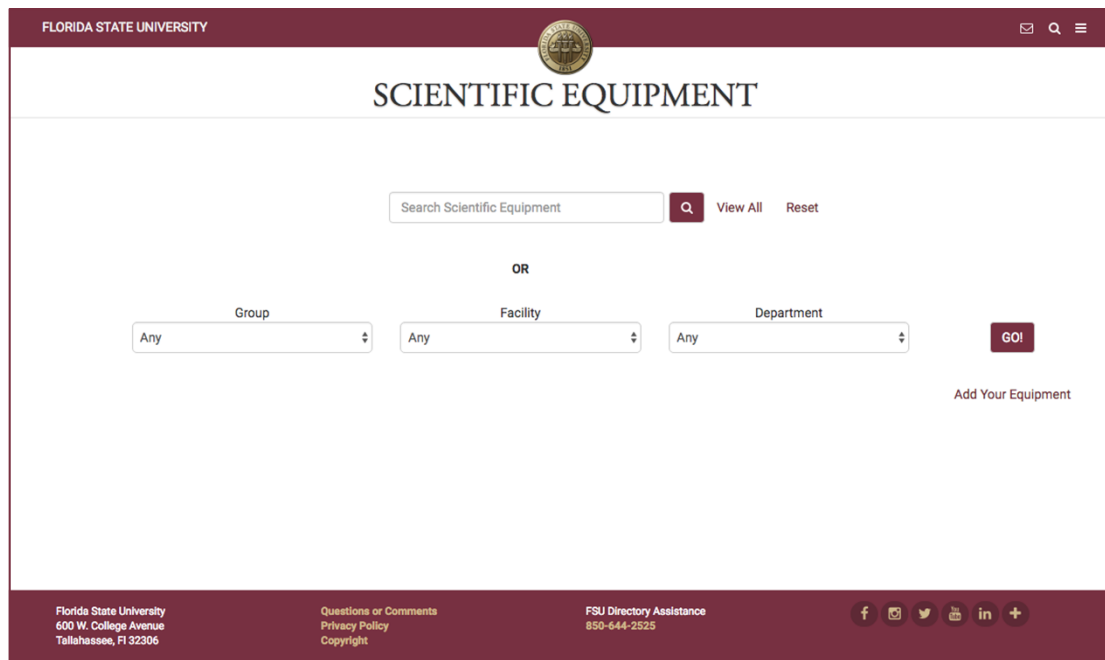 FLORIDA STATE UNIVERSITY
SCIENTIFIC EQUIPMENT
Search Scientific Equipment
View All
Reset
OR
Group
Facility
Department
Any
Any
Any
GO!
Add Your Equipment
Florida State University
600 W. College Avenue
Tallahassee, Fl 32306
Questions or Comments
Privacy Policy
Copyright
FSU Directory Assistance
850-644-2525